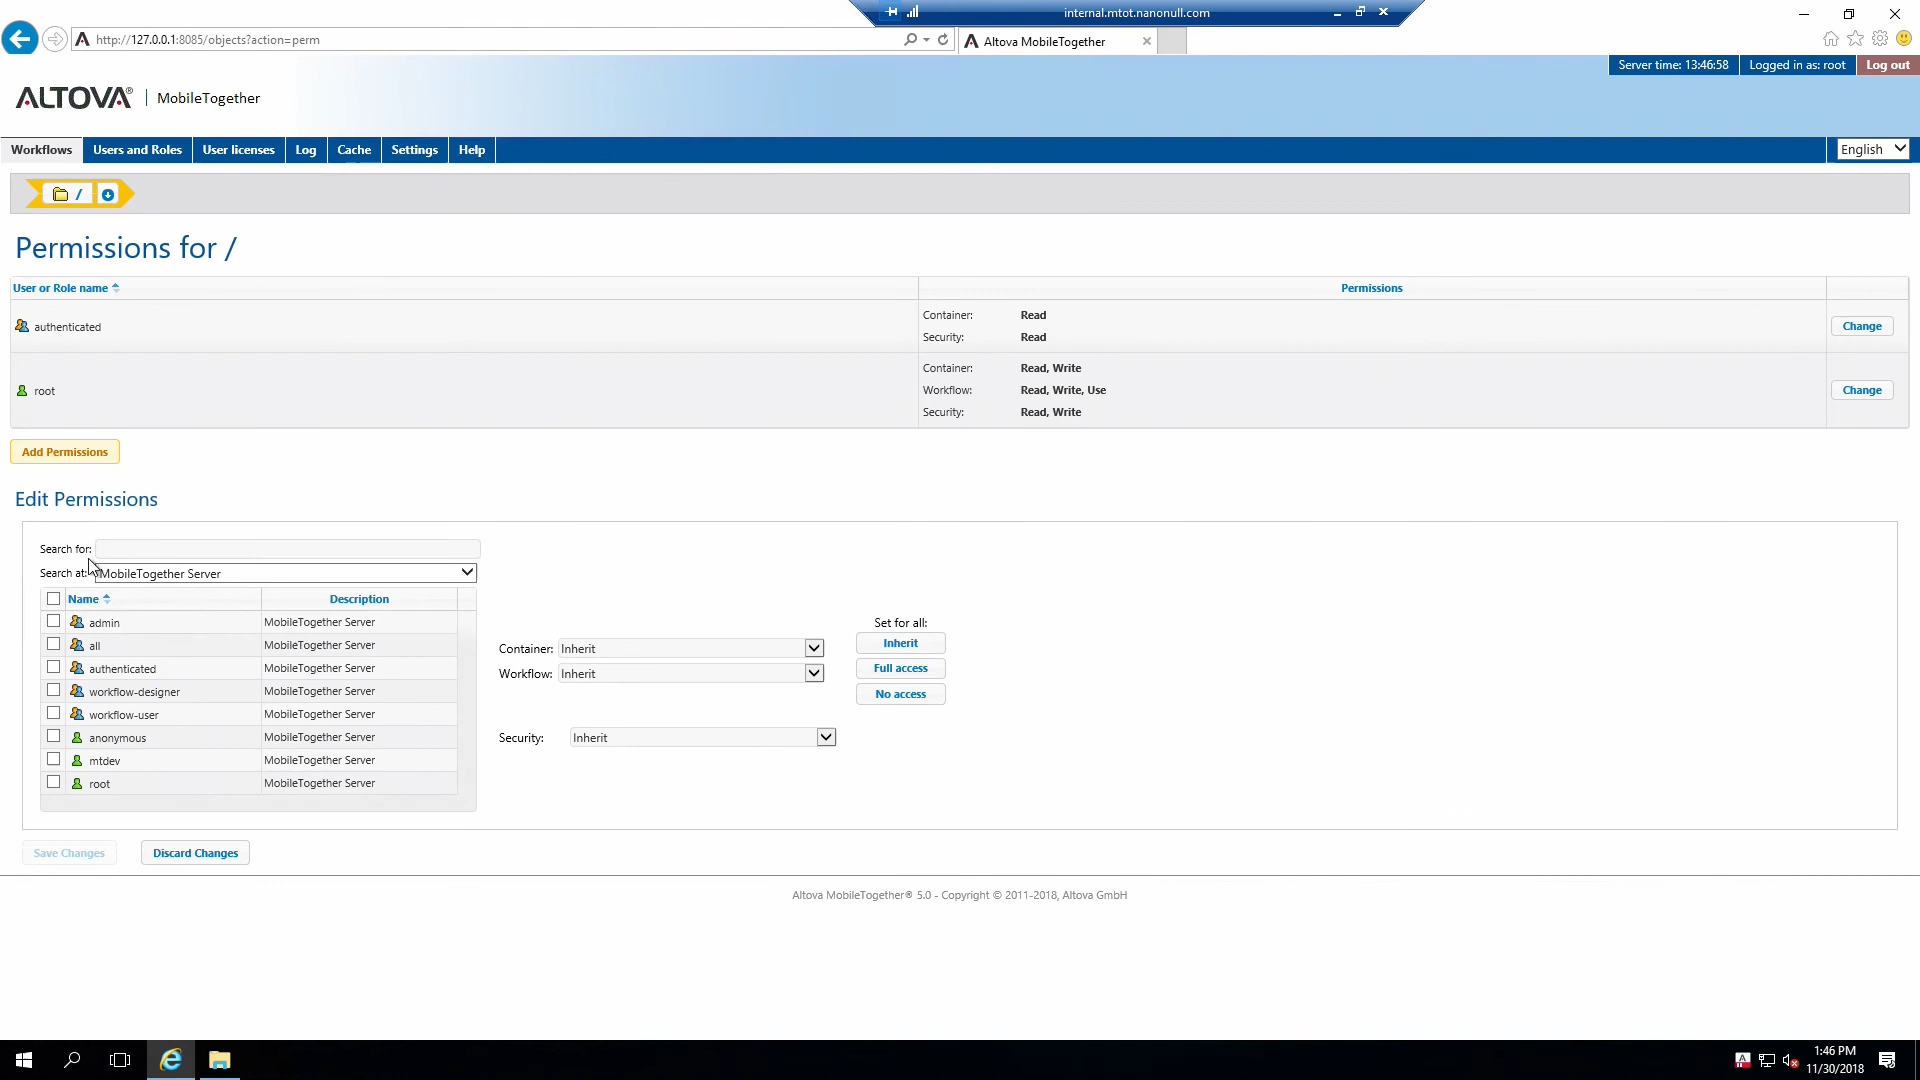 internal.mtot.nanonull.com
http://127.0.0.1:8085/objects?action=perm
Altova MobileTogether
Server time: 13:46:58
Logged in as: root
Log out
ALTOVA® MobileTogether
Workflows Users and Roles User licenses Log Cache Settings Help
English
/
Permissions for /
User or Role name Permissions
authenticated
Container: Read
Security: Read
Change
root
Container: Read, Write
Workflow: Read, Write, Use
Security: Read, Write
Change
Add Permissions
Edit Permissions
Search for:
Search at: MobileTogether Server
Name Description
admin MobileTogether Server
all MobileTogether Server
authenticated MobileTogether Server
workflow-designer MobileTogether Server
workflow-user MobileTogether Server
anonymous MobileTogether Server
mtdev MobileTogether Server
root MobileTogether Server
Container: Inherit
Workflow: Inherit
Security: Inherit
Set for all:
Inherit
Full access
No access
Save Changes Discard Changes
Altova MobileTogether® 5.0 - Copyright © 2011-2018, Altova GmbH
1:46 PM
11/30/2018